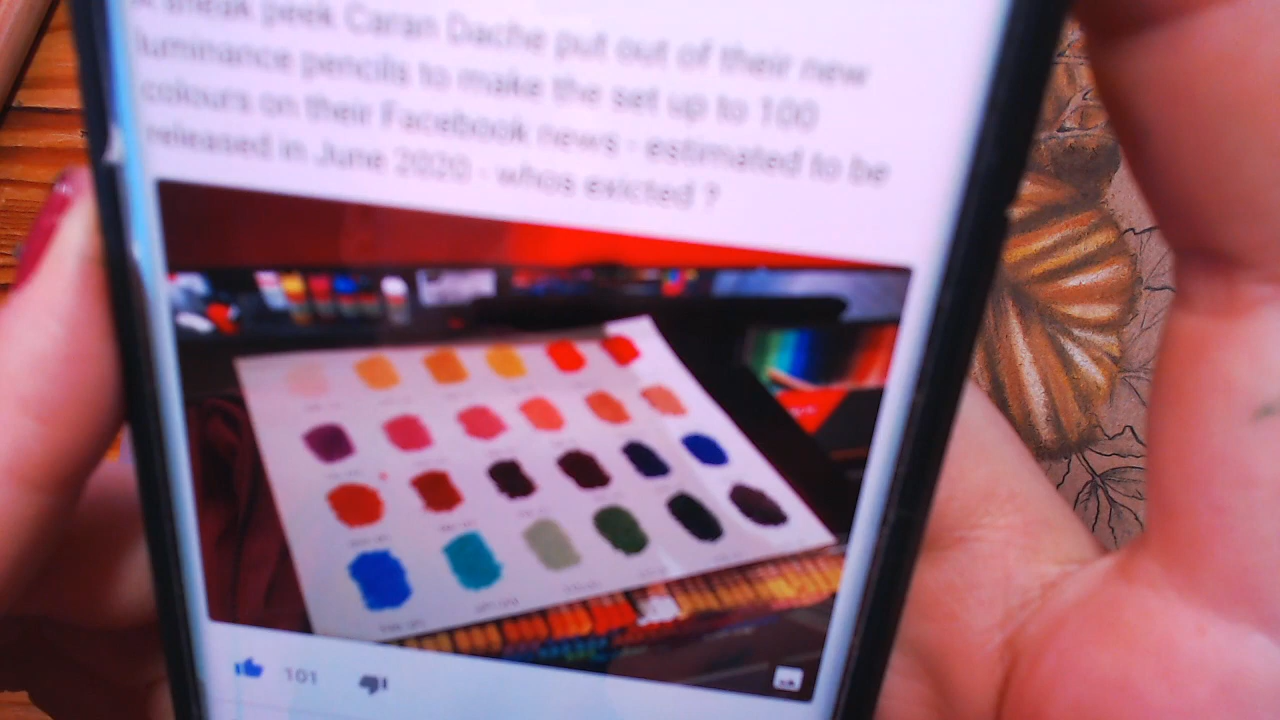 A sneak peek Caran Dache put out of their new
luminance pencils to make the set up to 100
colours on their Facebook news - estimated to be
released in June 2020 - whos exicted ?
101